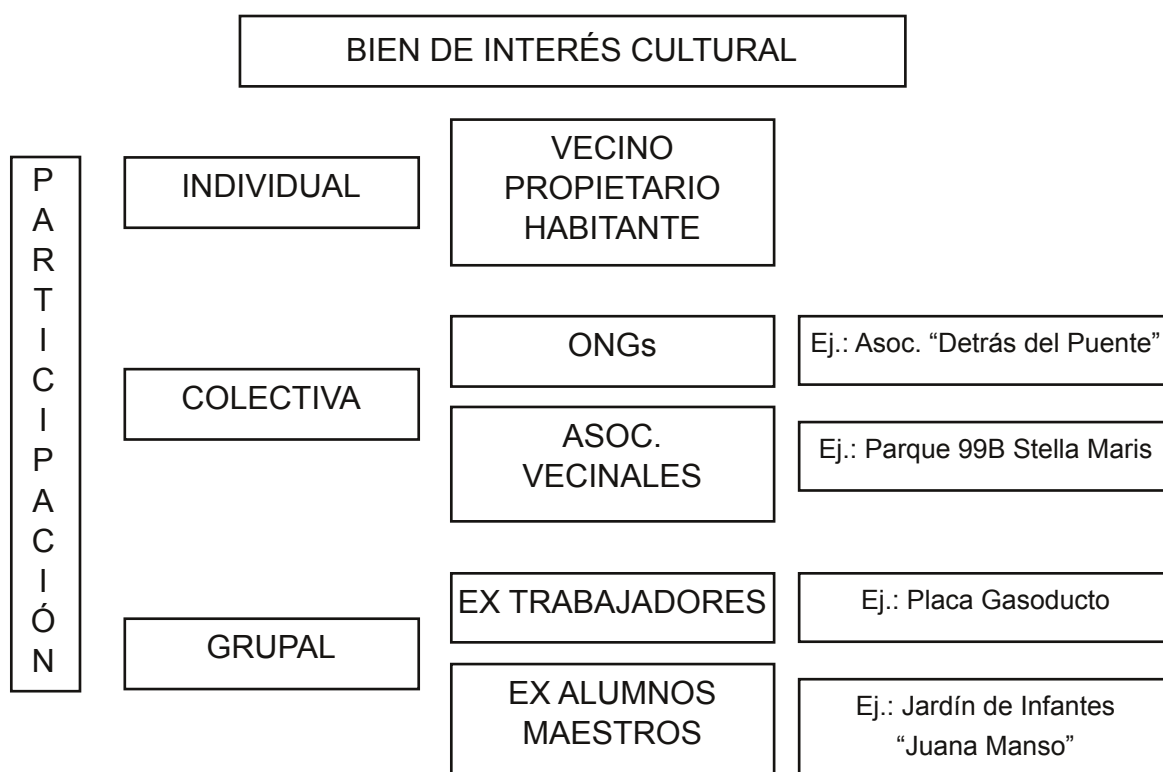 BIEN DE INTERÉS CULTURAL
PARTICIPACIÓN
INDIVIDUAL
VECINO
PROPIETARIO
HABITANTE
COLECTIVA
ONGs
Ej.: Asoc. “Detrás del Puente”
ASOC.
VECINALES
Ej.: Parque 99B Stella Maris
GRUPAL
EX TRABAJADORES
Ej.: Placa Gasoducto
EX ALUMNOS
MAESTROS
Ej.: Jardín de Infantes
“Juana Manso”